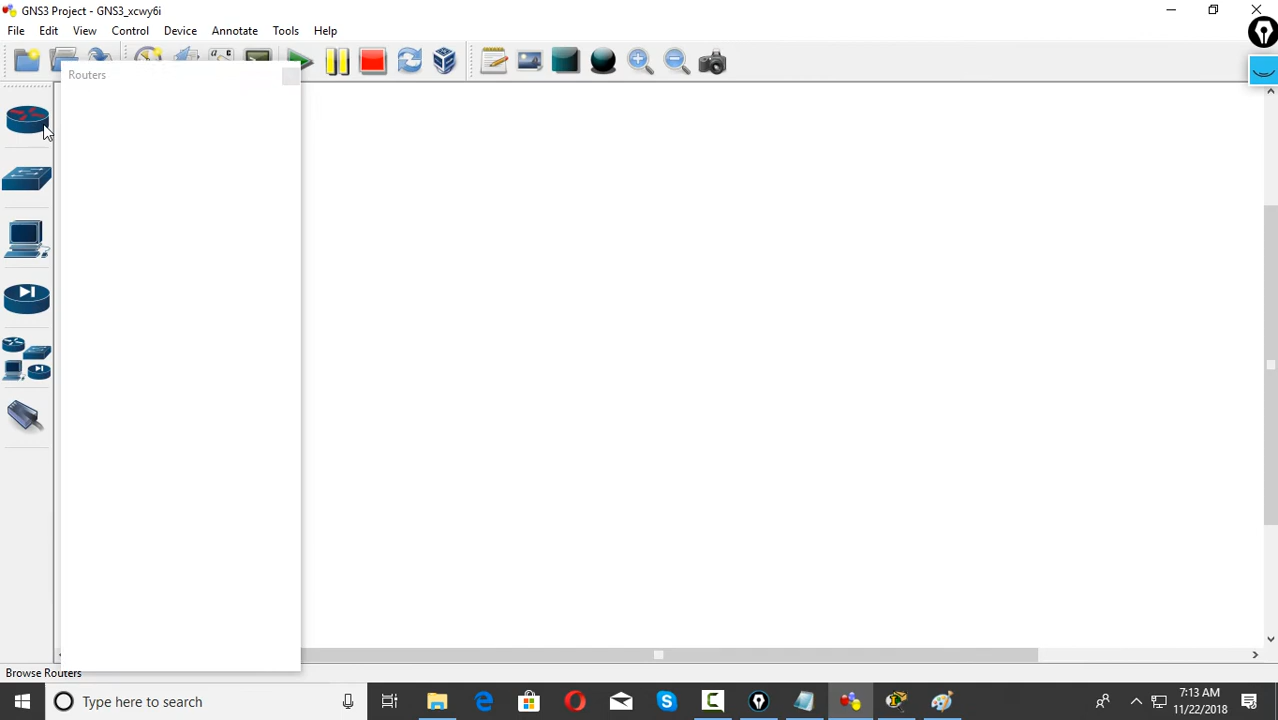 GNS3 Project - GNS3_xcwy6i
File Edit View Control Device Annotate Tools Help
Routers
Browse Routers
Type here to search
7:13 AM
11/22/2018